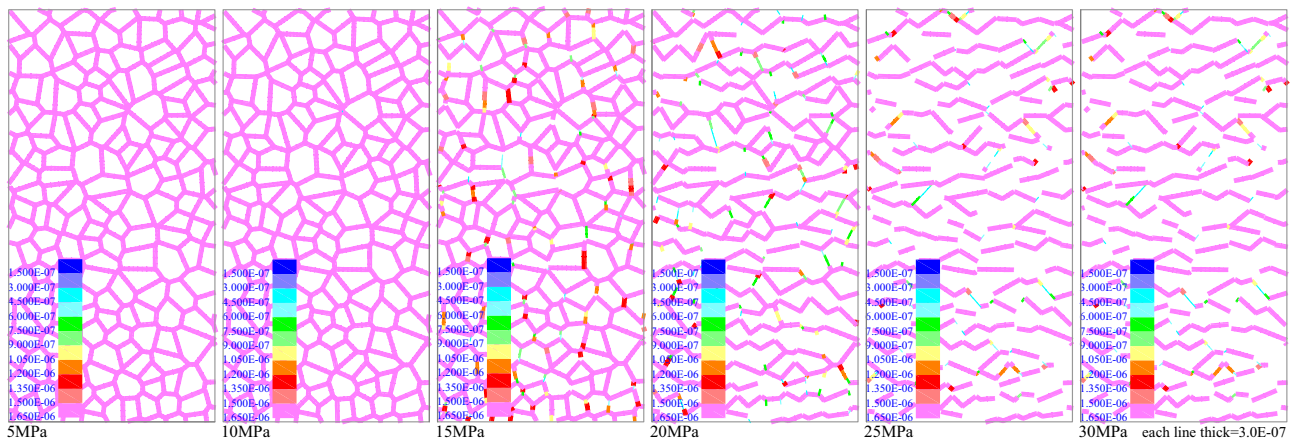 1.500E-07
3.000E-07
4.500E-07
6.000E-07
7.500E-07
9.000E-07
1.050E-06
1.200E-06
1.350E-06
1.500E-06
1.650E-06
5MPa
1.500E-07
3.000E-07
4.500E-07
6.000E-07
7.500E-07
9.000E-07
1.050E-06
1.200E-06
1.350E-06
1.500E-06
1.650E-06
10MPa
1.500E-07
3.000E-07
4.500E-07
6.000E-07
7.500E-07
9.000E-07
1.050E-06
1.200E-06
1.350E-06
1.500E-06
1.650E-06
15MPa
1.500E-07
3.000E-07
4.500E-07
6.000E-07
7.500E-07
9.000E-07
1.050E-06
1.200E-06
1.350E-06
1.500E-06
1.650E-06
20MPa
1.500E-07
3.000E-07
4.500E-07
6.000E-07
7.500E-07
9.000E-07
1.050E-06
1.200E-06
1.350E-06
1.500E-06
1.650E-06
25MPa
1.500E-07
3.000E-07
4.500E-07
6.000E-07
7.500E-07
9.000E-07
1.050E-06
1.200E-06
1.350E-06
1.500E-06
1.650E-06
30MPa each line thick=3.0E-07